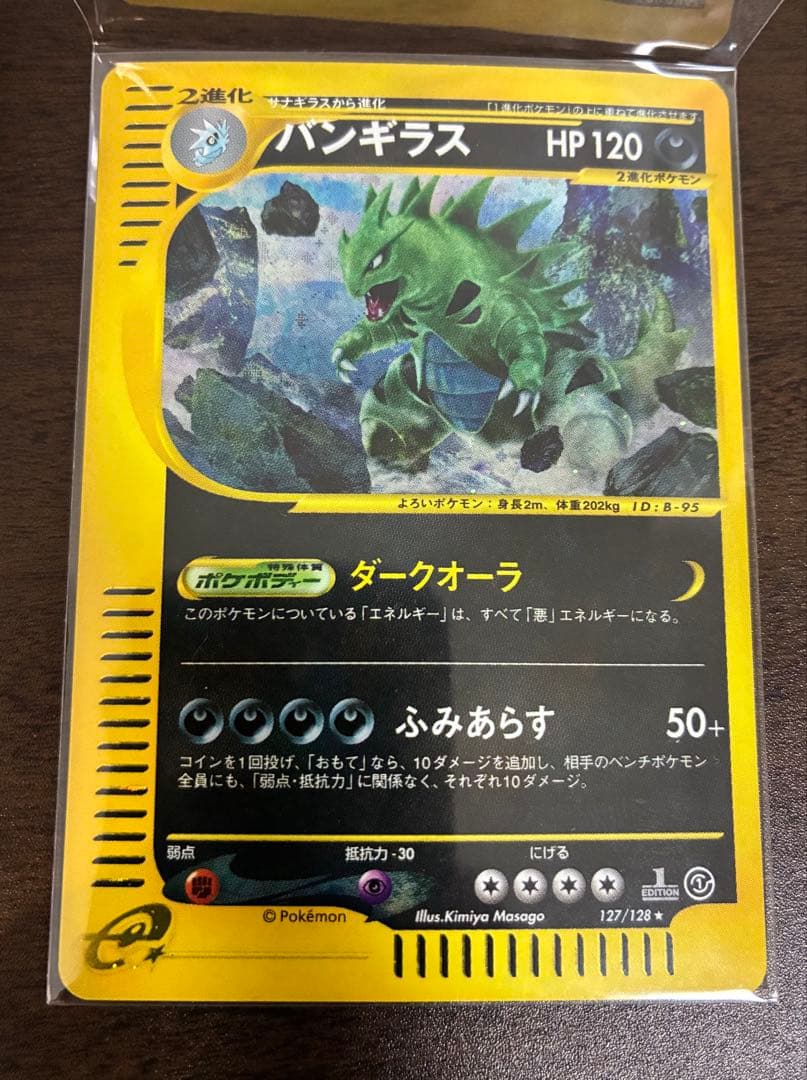 2進化
サナギラスから進化
「1進化ポケモン」の上に重ねて進化させます。
バンギラス
HP 120
2進化ポケモン
よろいポケモン：身長2m、体重202kg ID:B-95
特殊体質
ポケボディー
ダークオーラ
このポケモンについている「エネルギー」は、すべて「悪」エネルギーになる。
ふみあらす 50+
コインを1回投げ、「おもて」なら、10ダメージを追加し、相手のベンチポケモン
全員にも、「弱点・抵抗力」に関係なく、それぞれ10ダメージ。
弱点 抵抗力 -30 にげる
1
EDITION
©Pokémon Illus.Kimiya Masago 127/128 ★
e